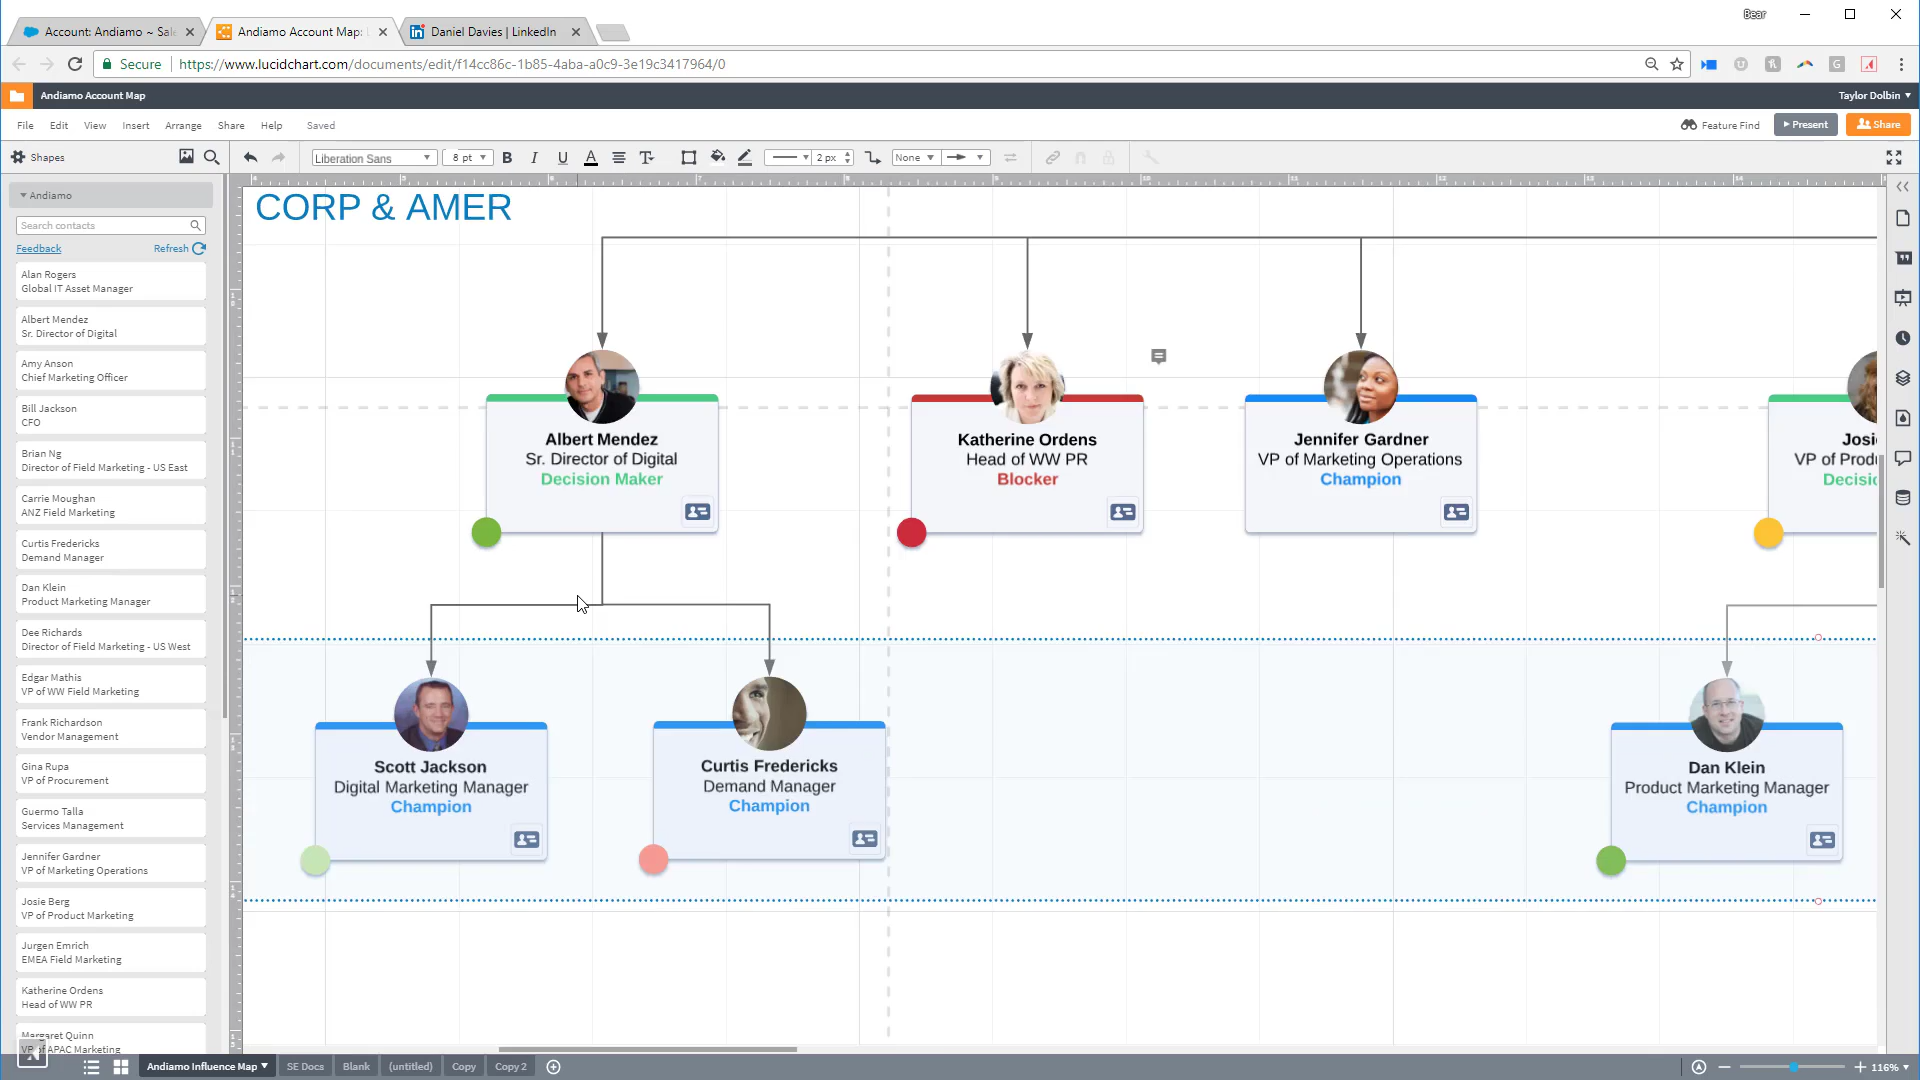 Bear
Account: Andiamo ~ Sale
Andiamo Account Map: L
Daniel Davies | LinkedIn
Secure
https://www.lucidchart.com/documents/edit/f14cc86c-1b85-4aba-a0c9-3e19c3417964/0
Andiamo Account Map
Taylor Dolbin
File Edit View Insert Arrange Share Help Saved
Feature Find
Present
Share
Shapes
Liberation Sans
8 pt
B I U A T
2 px
None
Andiamo
Search contacts
Feedback
Refresh
Alan Rogers
Global IT Asset Manager
Albert Mendez
Sr. Director of Digital
Amy Anson
Chief Marketing Officer
Bill Jackson
CFO
Brian Ng
Director of Field Marketing - US East
Carrie Moughan
ANZ Field Marketing
Curtis Fredericks
Demand Manager
Dan Klein
Product Marketing Manager
Dee Richards
Director of Field Marketing - US West
Edgar Mathis
VP of WW Field Marketing
Frank Richardson
Vendor Management
Gina Rupa
VP of Procurement
Guermo Talla
Services Management
Jennifer Gardner
VP of Marketing Operations
Josie Berg
VP of Product Marketing
Jurgen Emrich
EMEA Field Marketing
Katherine Ordens
Head of WW PR
Margaret Quinn
VP of APAC Marketing
CORP & AMER
Albert Mendez
Sr. Director of Digital
Decision Maker
Katherine Ordens
Head of WW PR
Blocker
Jennifer Gardner
VP of Marketing Operations
Champion
Josi
VP of Produ
Decisi
Scott Jackson
Digital Marketing Manager
Champion
Curtis Fredericks
Demand Manager
Champion
Dan Klein
Product Marketing Manager
Champion
Andiamo Influence Map
SE Docs
Blank
(untitled)
Copy
Copy 2
116%